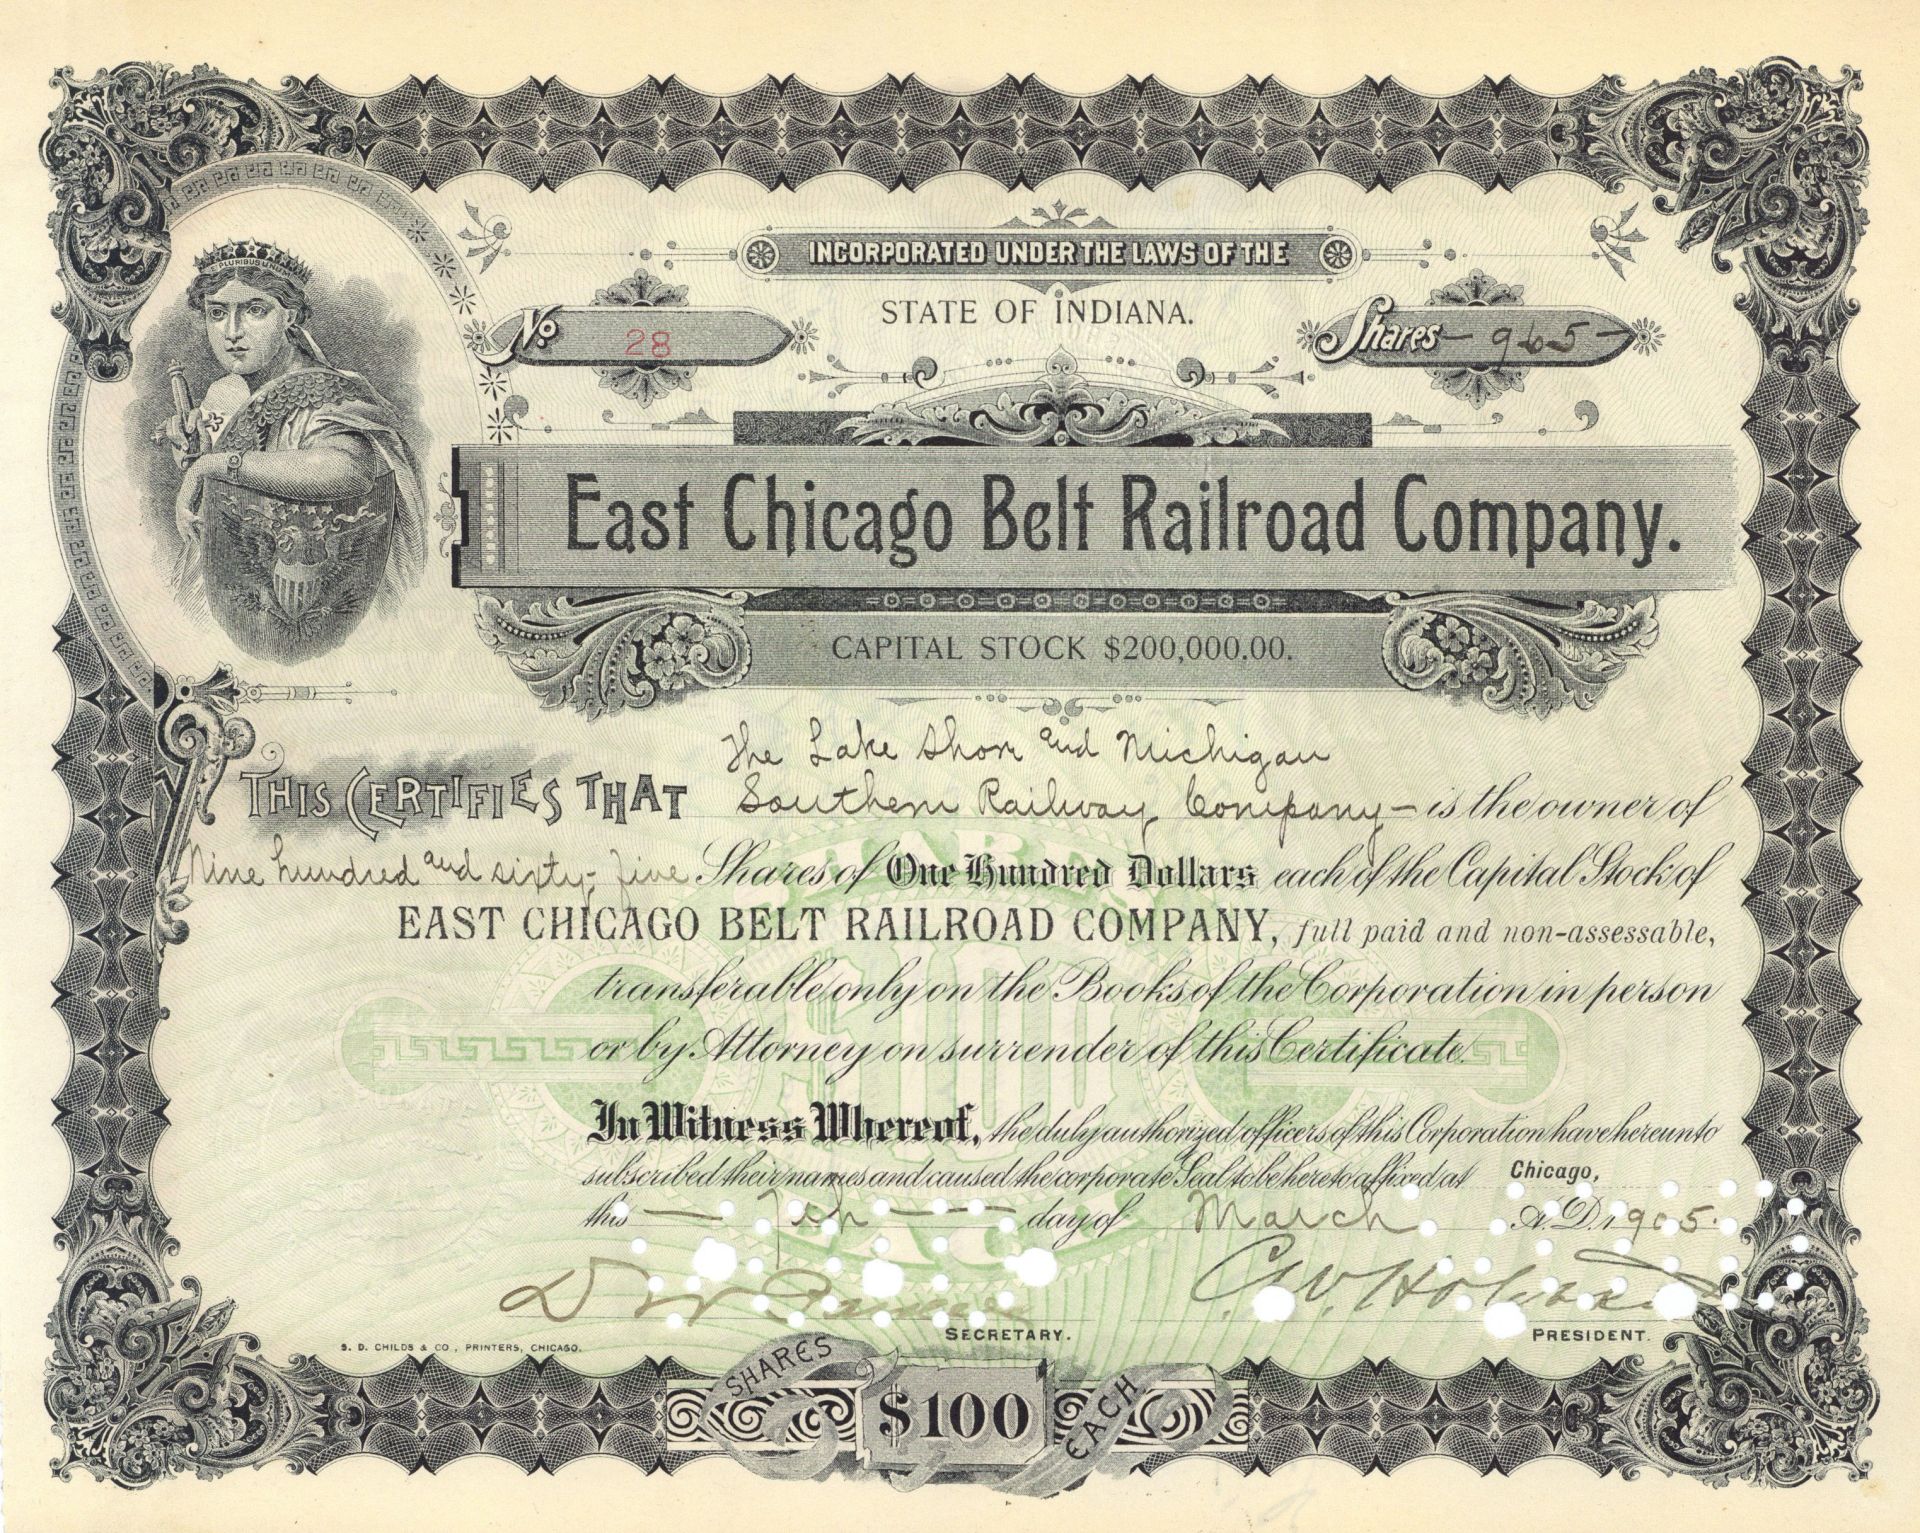 INCORPORATED UNDER THE LAWS OF THE
STATE OF INDIANA.
E PLURIBUS UNUM
No. 28
Shares - 965 -
East Chicago Belt Railroad Company.
CAPITAL STOCK $200,000.00.
The Lake Shore and Michigan
THIS CERTIFIES THAT Southern Railway Company - is the owner of
Nine hundred and sixty-five Shares of One Hundred Dollars each of the Capital Stock of
EAST CHICAGO BELT RAILROAD COMPANY, full paid and non-assessable,
transferable only on the Books of the Corporation in person
or by Attorney on surrender of this Certificate.
SHARES
$100
EACH
In Witness Whereof, the duly authorized officers of this Corporation have hereunto
subscribed their names and caused the corporate Seal to be hereto affixed at Chicago,
this — 7th — day of March A.D. 1905.
SECRETARY.
PRESIDENT.
S. D. CHILDS & CO., PRINTERS, CHICAGO.
SHARES $100 EACH